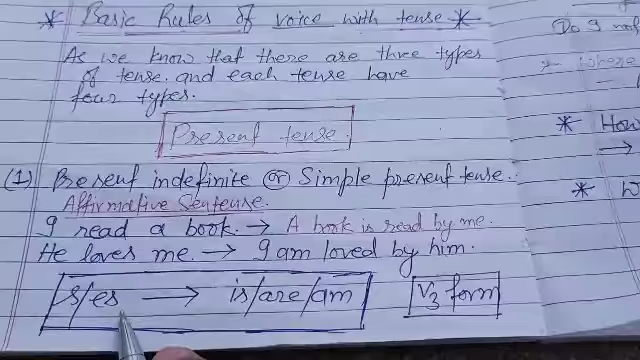 * Basic Rules of voice with tense *
As we know that there are three types
of tense. and each tense have
four types.
Present tense.
(1) Present indefinite or Simple present tense.
Affirmative Sentense.
I read a book. → A book is read by me.
He loves me. → I am loved by him.
s/es → is/are/am
V3 form
Do I
* Where
* How
→
*